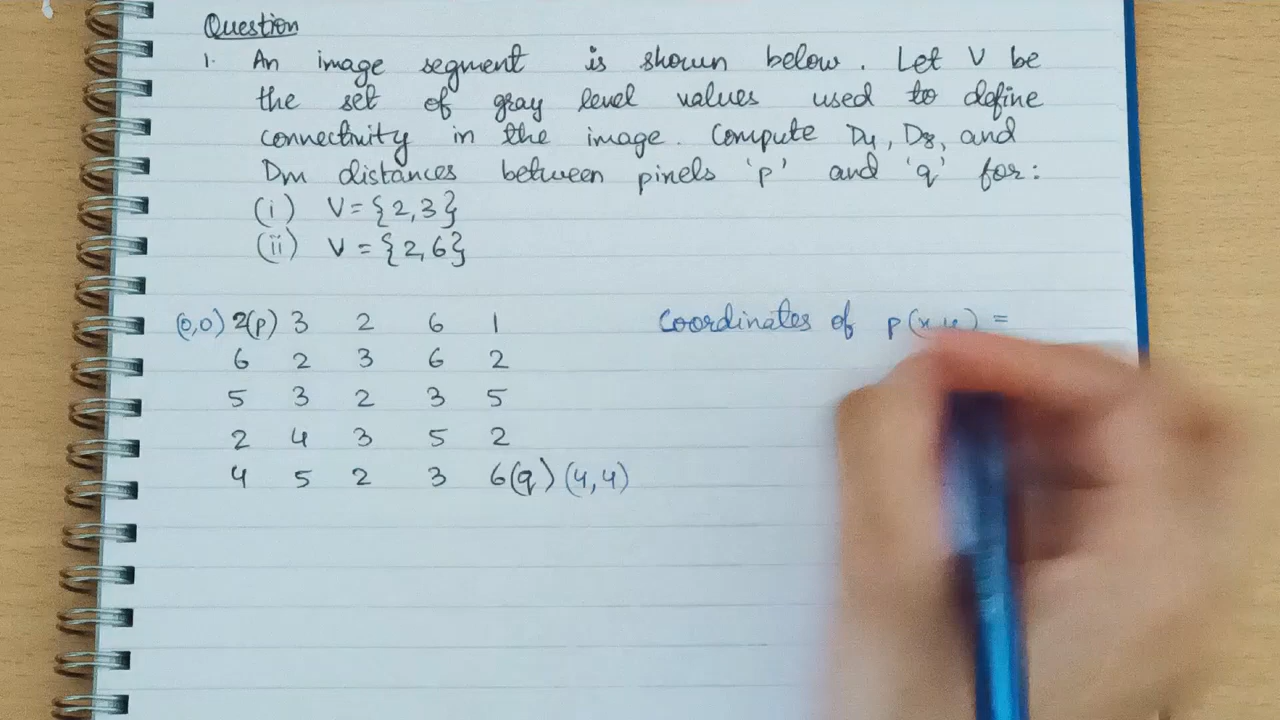 Question
1. An image segment is shown below. Let V be
the set of gray level values used to define
connectivity in the image. Compute D4, D8, and
Dm distances between pixels 'p' and 'q' for:
(i) V = {2,3}
(ii) V = {2,6}
(0,0) 2(p) 3 2 6 1 Coordinates of p(x,y) =
6 2 3 6 2
5 3 2 3 5
2 4 3 5 2
4 5 2 3 6(q) (4,4)